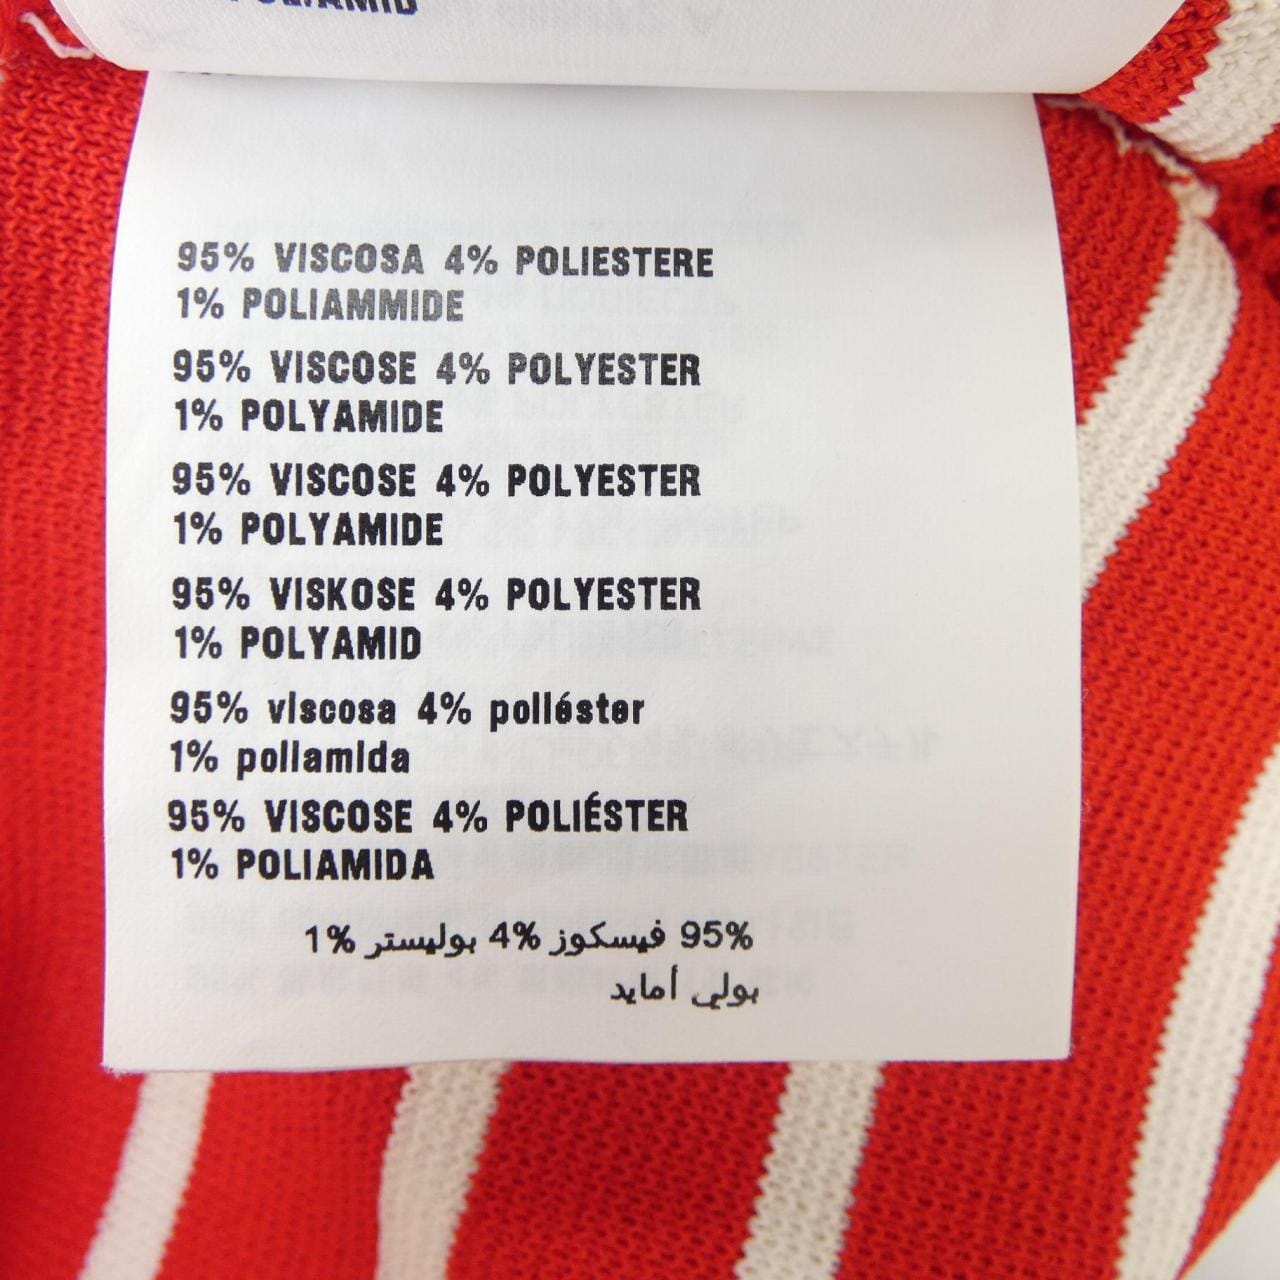 95% VISCOSA 4% POLIESTERE
1% POLIAMMIDE
95% VISCOSE 4% POLYESTER
1% POLYAMIDE
95% VISCOSE 4% POLYESTER
1% POLYAMIDE
95% VISKOSE 4% POLYESTER
1% POLYAMID
95% viscosa 4% poliéster
1% poliamida
95% VISCOSE 4% POLIÉSTER
1% POLIAMIDA
95% فيسكوز 4% بوليستر 1%
بولي أمايد